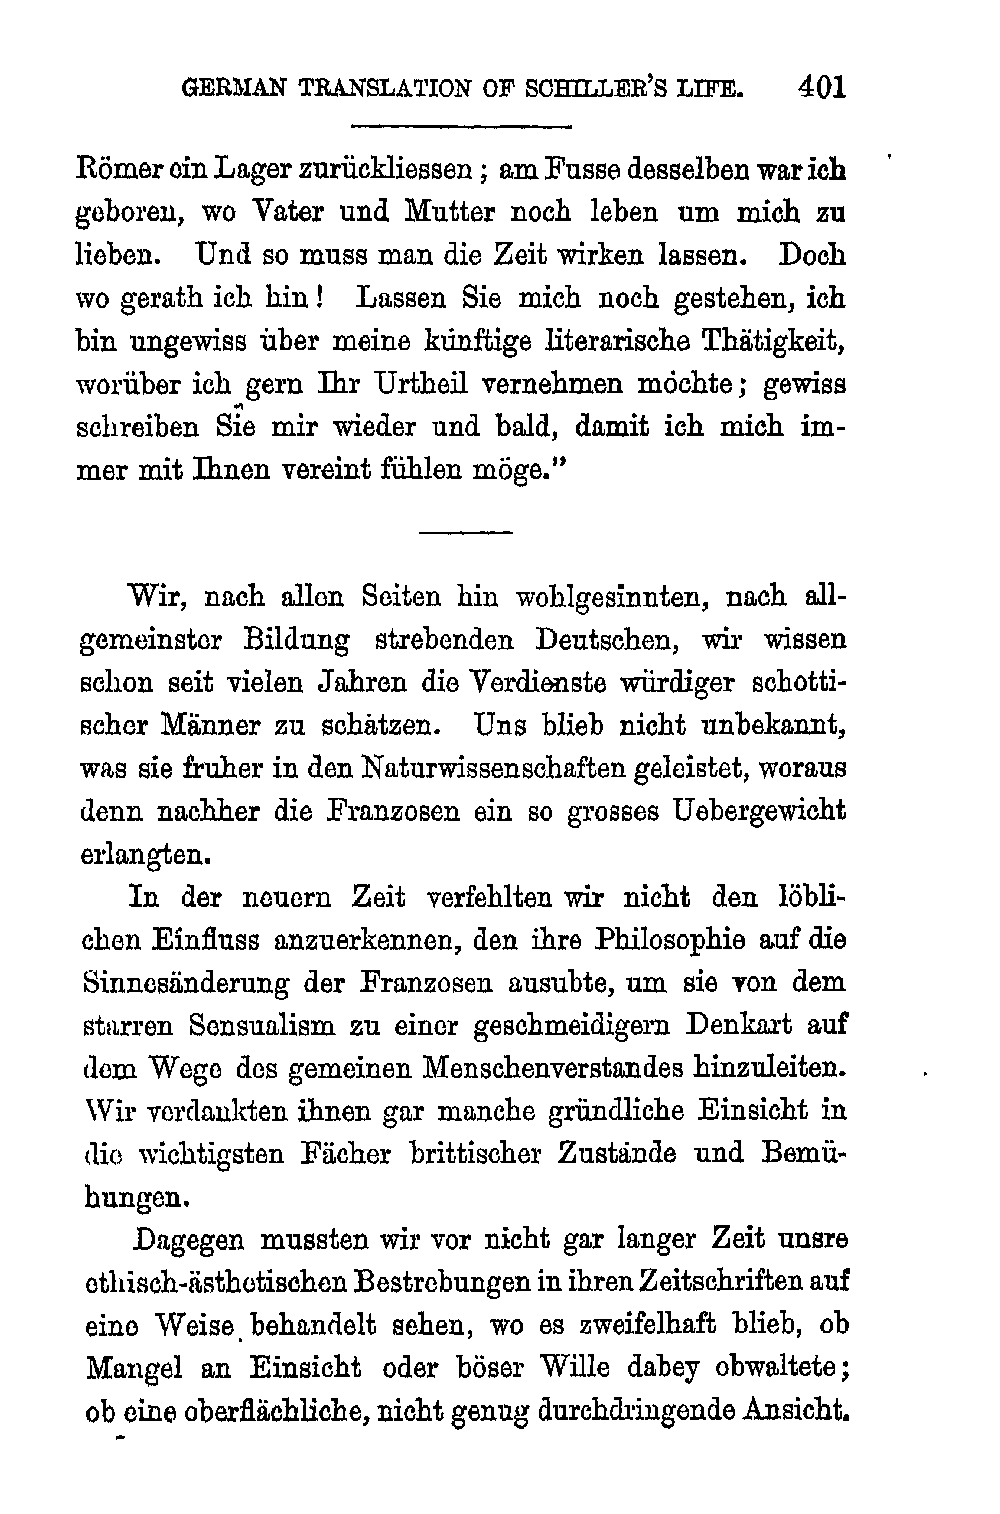 GERMAN TRANSLATION OF SCHILLER'S LIFE. 401
Römer ein Lager zurückliessen; am Fusse desselben war ich
geboren, wo Vater und Mutter noch leben um mich zu
lieben. Und so muss man die Zeit wirken lassen. Doch
wo gerath ich hin! Lassen Sie mich noch gestehen, ich
bin ungewiss über meine künftige literarische Thätigkeit,
worüber ich gern Ihr Urtheil vernehmen möchte; gewiss
schreiben Sie mir wieder und bald, damit ich mich im-
mer mit Ihnen vereint fühlen möge."
Wir, nach allen Seiten hin wohlgesinnten, nach all-
gemeinster Bildung strebenden Deutschen, wir wissen
schon seit vielen Jahren die Verdienste würdiger schotti-
scher Männer zu schätzen. Uns blieb nicht unbekannt,
was sie fruher in den Naturwissenschaften geleistet, woraus
denn nachher die Franzosen ein so grosses Uebergewicht
erlangten.
In der neuern Zeit verfehlten wir nicht den löbli-
chen Einfluss anzuerkennen, den ihre Philosophie auf die
Sinnesänderung der Franzosen ausubte, um sie von dem
starren Sensualism zu einer geschmeidigern Denkart auf
dem Wege des gemeinen Menschenverstandes hinzuleiten.
Wir verdankten ihnen gar manche gründliche Einsicht in
die wichtigsten Fächer brittischer Zustände und Bemü-
hungen.
Dagegen mussten wir vor nicht gar langer Zeit unsre
ethisch-ästhetischen Bestrebungen in ihren Zeitschriften auf
eine Weise behandelt sehen, wo es zweifelhaft blieb, ob
Mangel an Einsicht oder böser Wille dabey obwaltete;
ob eine oberflächliche, nicht genug durchdringende Ansicht.